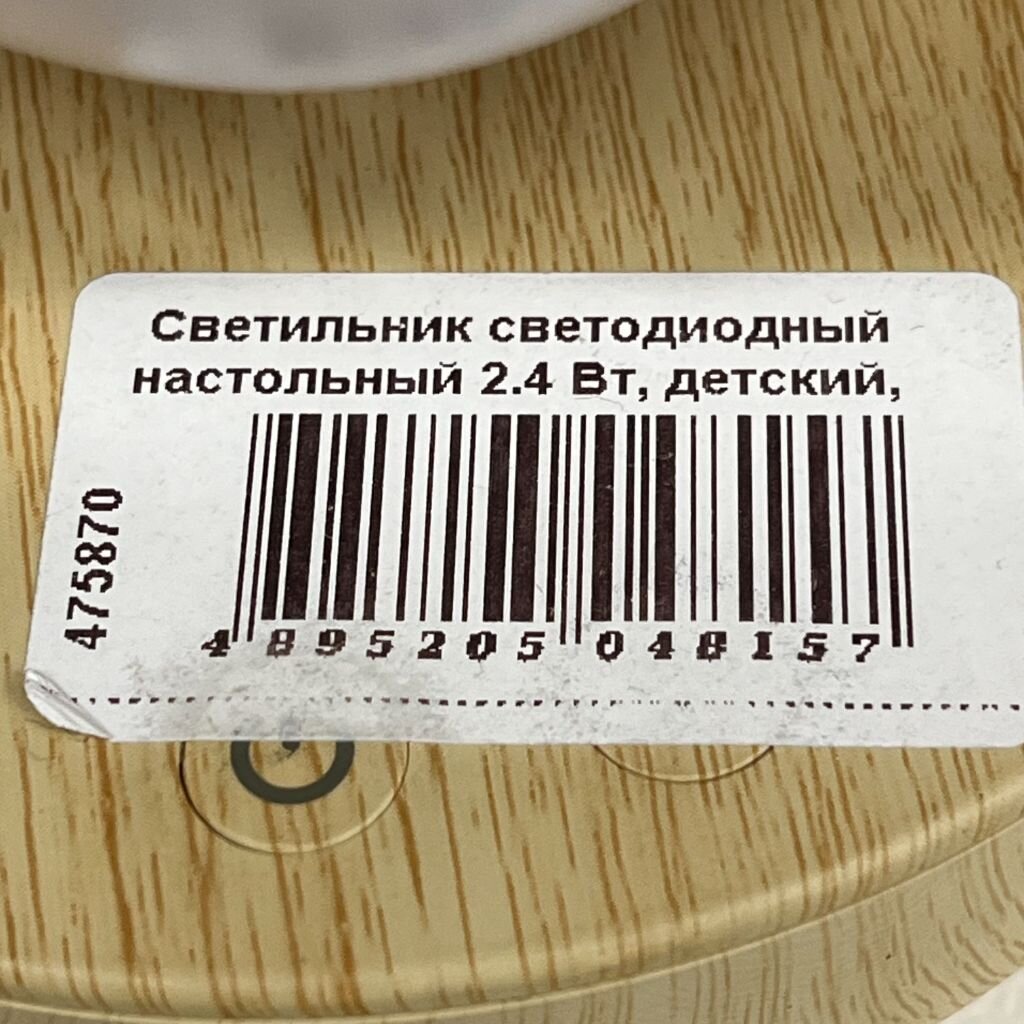 Светильник светодиодный
настольный 2.4 Вт, детский,
475870
4 895205 048157